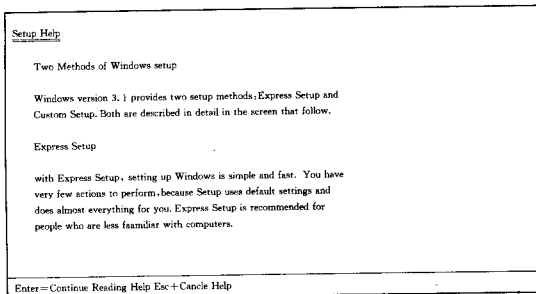 Setup Help
Two Methods of Windows setup
Windows version 3. 1 provides two setup methods;Express Setup and
Custom Setup. Both are described in detail in the screen that follow.
Express Setup
with Express Setup, setting up Windows is simple and fast. You have
very few actions to perform,because Setup uses default settings and
does almost everything for you. Express Setup is recommended for
people who are less faamiliar with computers.
Enter=Continue Reading Help Esc+Cancle Help